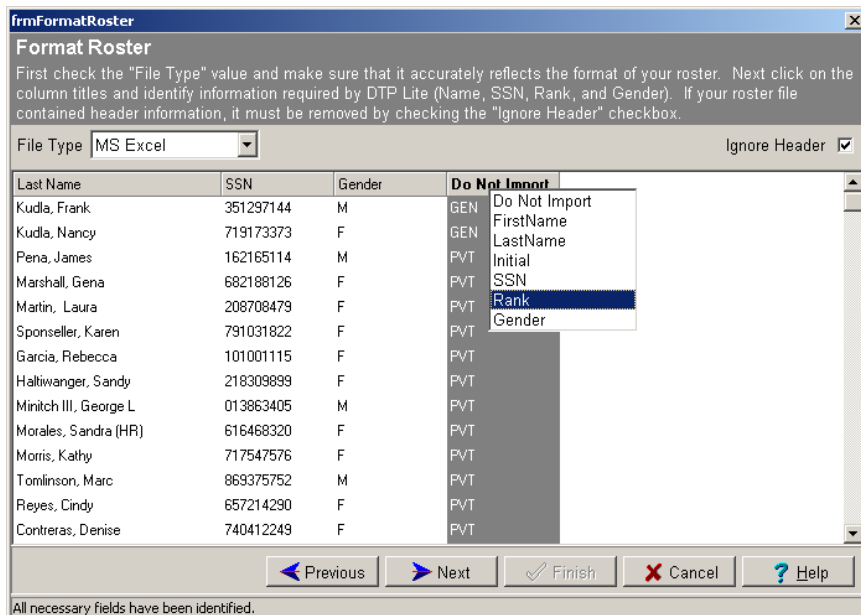 frmFormatRoster
Format Roster
First check the "File Type" value and make sure that it accurately reflects the format of your roster. Next click on the
column titles and identify information required by DTP Lite (Name, SSN, Rank, and Gender). If your roster file
contained header information, it must be removed by checking the "Ignore Header" checkbox.
File Type MS Excel Ignore Header
Last Name SSN Gender Do Not Import
Kudla, Frank 351297144 M GEN
Kudla, Nancy 719173373 F GEN
Pena, James 162165114 M PVT
Marshall, Gena 682188126 F PVT
Martin, Laura 208708479 F PVT
Sponseller, Karen 791031822 F PVT
Garcia, Rebecca 101001115 F PVT
Haltiwanger, Sandy 218309899 F PVT
Minitch III, George L 013863405 M PVT
Morales, Sandra (HR) 616468320 F PVT
Morris, Kathy 717547576 F PVT
Tomlinson, Marc 869375752 M PVT
Reyes, Cindy 657214290 F PVT
Contreras, Denise 740412249 F PVT
Do Not Import
FirstName
LastName
Initial
SSN
Rank
Gender
Previous Next Finish Cancel Help
All necessary fields have been identified.